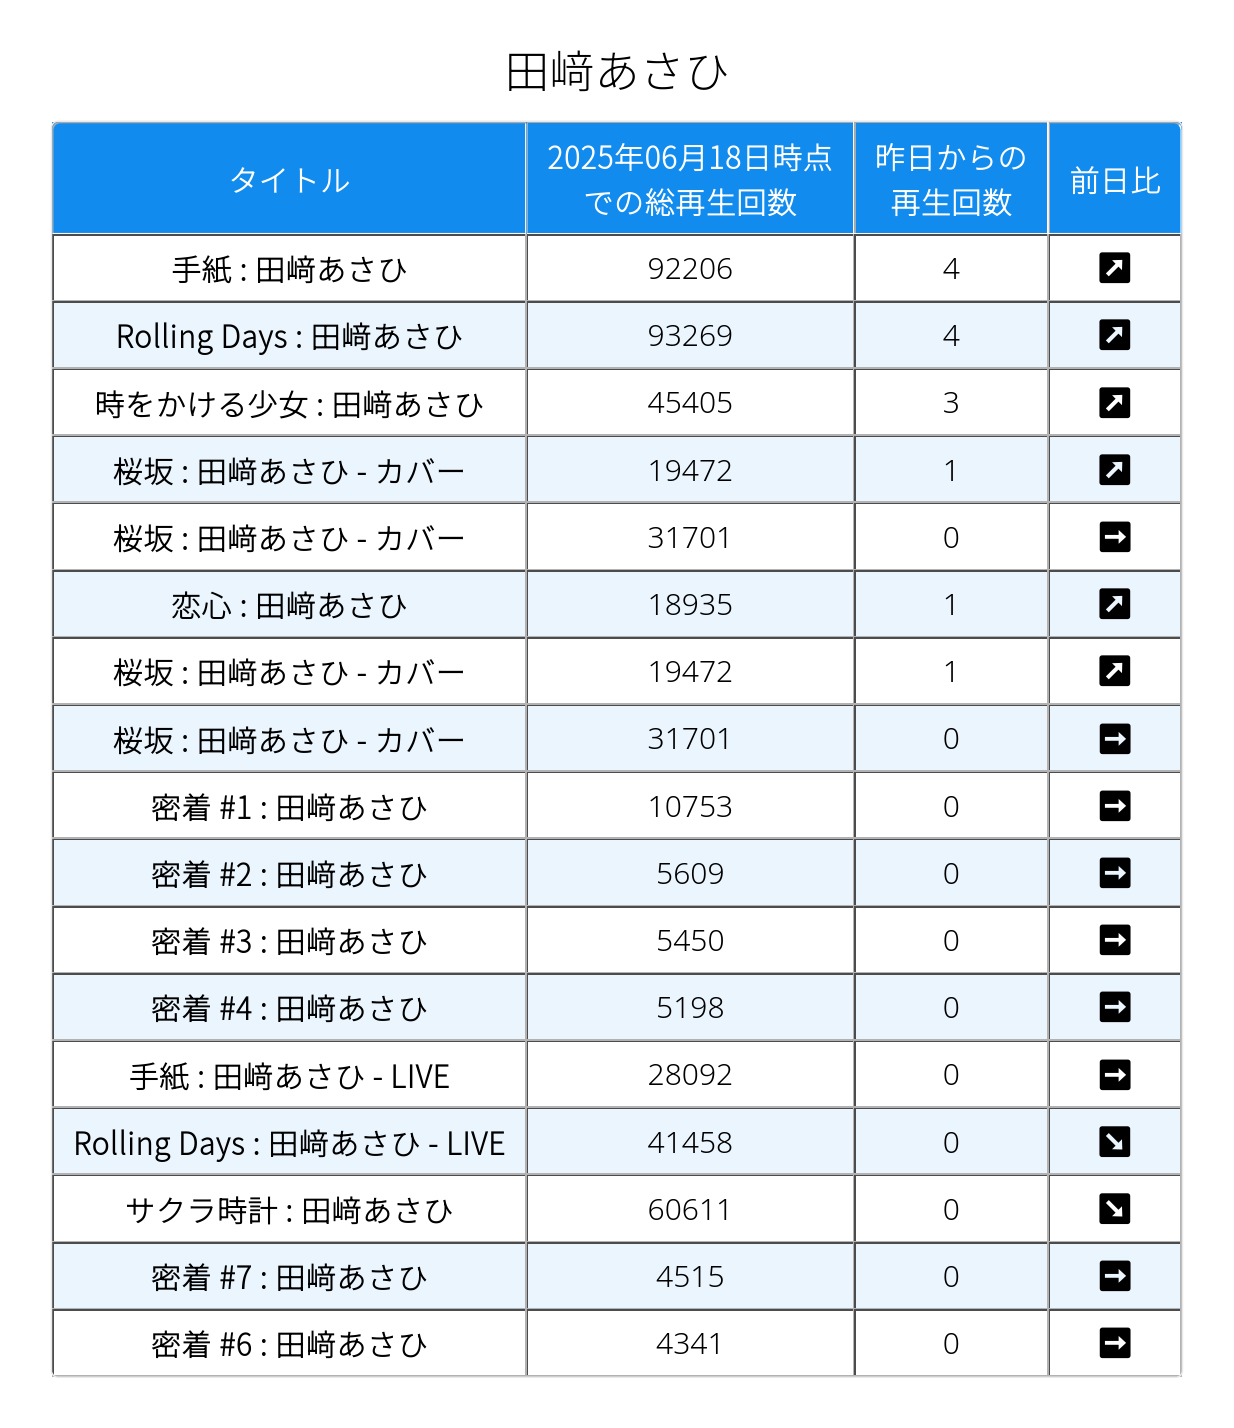 田﨑あさひ
タイトル 2025年06月18日時点での総再生回数 昨日からの再生回数 前日比
手紙 : 田﨑あさひ 92206 4 ↗
Rolling Days : 田﨑あさひ 93269 4 ↗
時をかける少女 : 田﨑あさひ 45405 3 ↗
桜坂 : 田﨑あさひ - カバー 19472 1 ↗
桜坂 : 田﨑あさひ - カバー 31701 0 →
恋心 : 田﨑あさひ 18935 1 ↗
桜坂 : 田﨑あさひ - カバー 19472 1 ↗
桜坂 : 田﨑あさひ - カバー 31701 0 →
密着 #1 : 田﨑あさひ 10753 0 →
密着 #2 : 田﨑あさひ 5609 0 →
密着 #3 : 田﨑あさひ 5450 0 →
密着 #4 : 田﨑あさひ 5198 0 →
手紙 : 田﨑あさひ - LIVE 28092 0 →
Rolling Days : 田﨑あさひ - LIVE 41458 0 ↘
サクラ時計 : 田﨑あさひ 60611 0 ↘
密着 #7 : 田﨑あさひ 4515 0 →
密着 #6 : 田﨑あさひ 4341 0 →